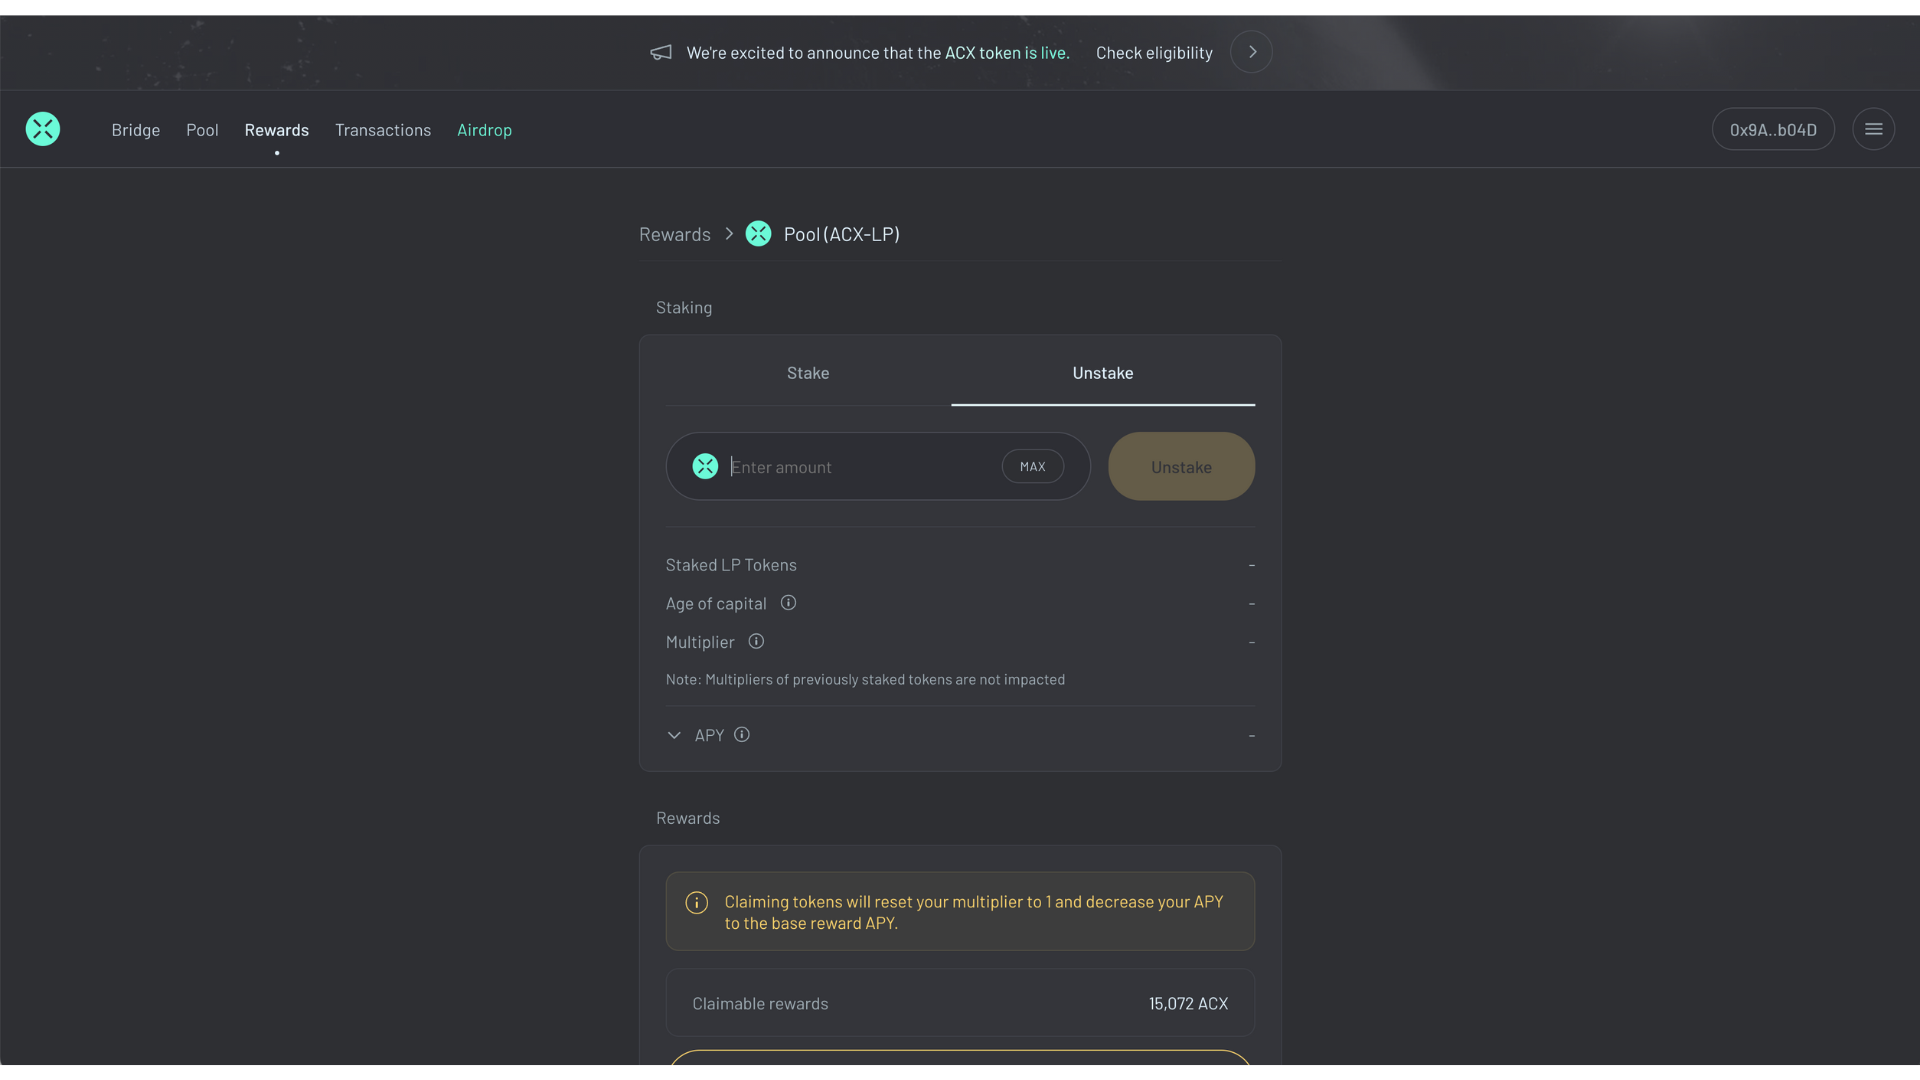 We're excited to announce that the ACX token is live. Check eligibility
Bridge Pool Rewards Transactions Airdrop 0x9A..b04D
Rewards Pool (ACX-LP)
Staking
Stake Unstake
Enter amount MAX Unstake
Staked LP Tokens -
Age of capital -
Multiplier -
Note: Multipliers of previously staked tokens are not impacted
APY -
Rewards
Claiming tokens will reset your multiplier to 1 and decrease your APY
to the base reward APY.
Claimable rewards 15,072 ACX